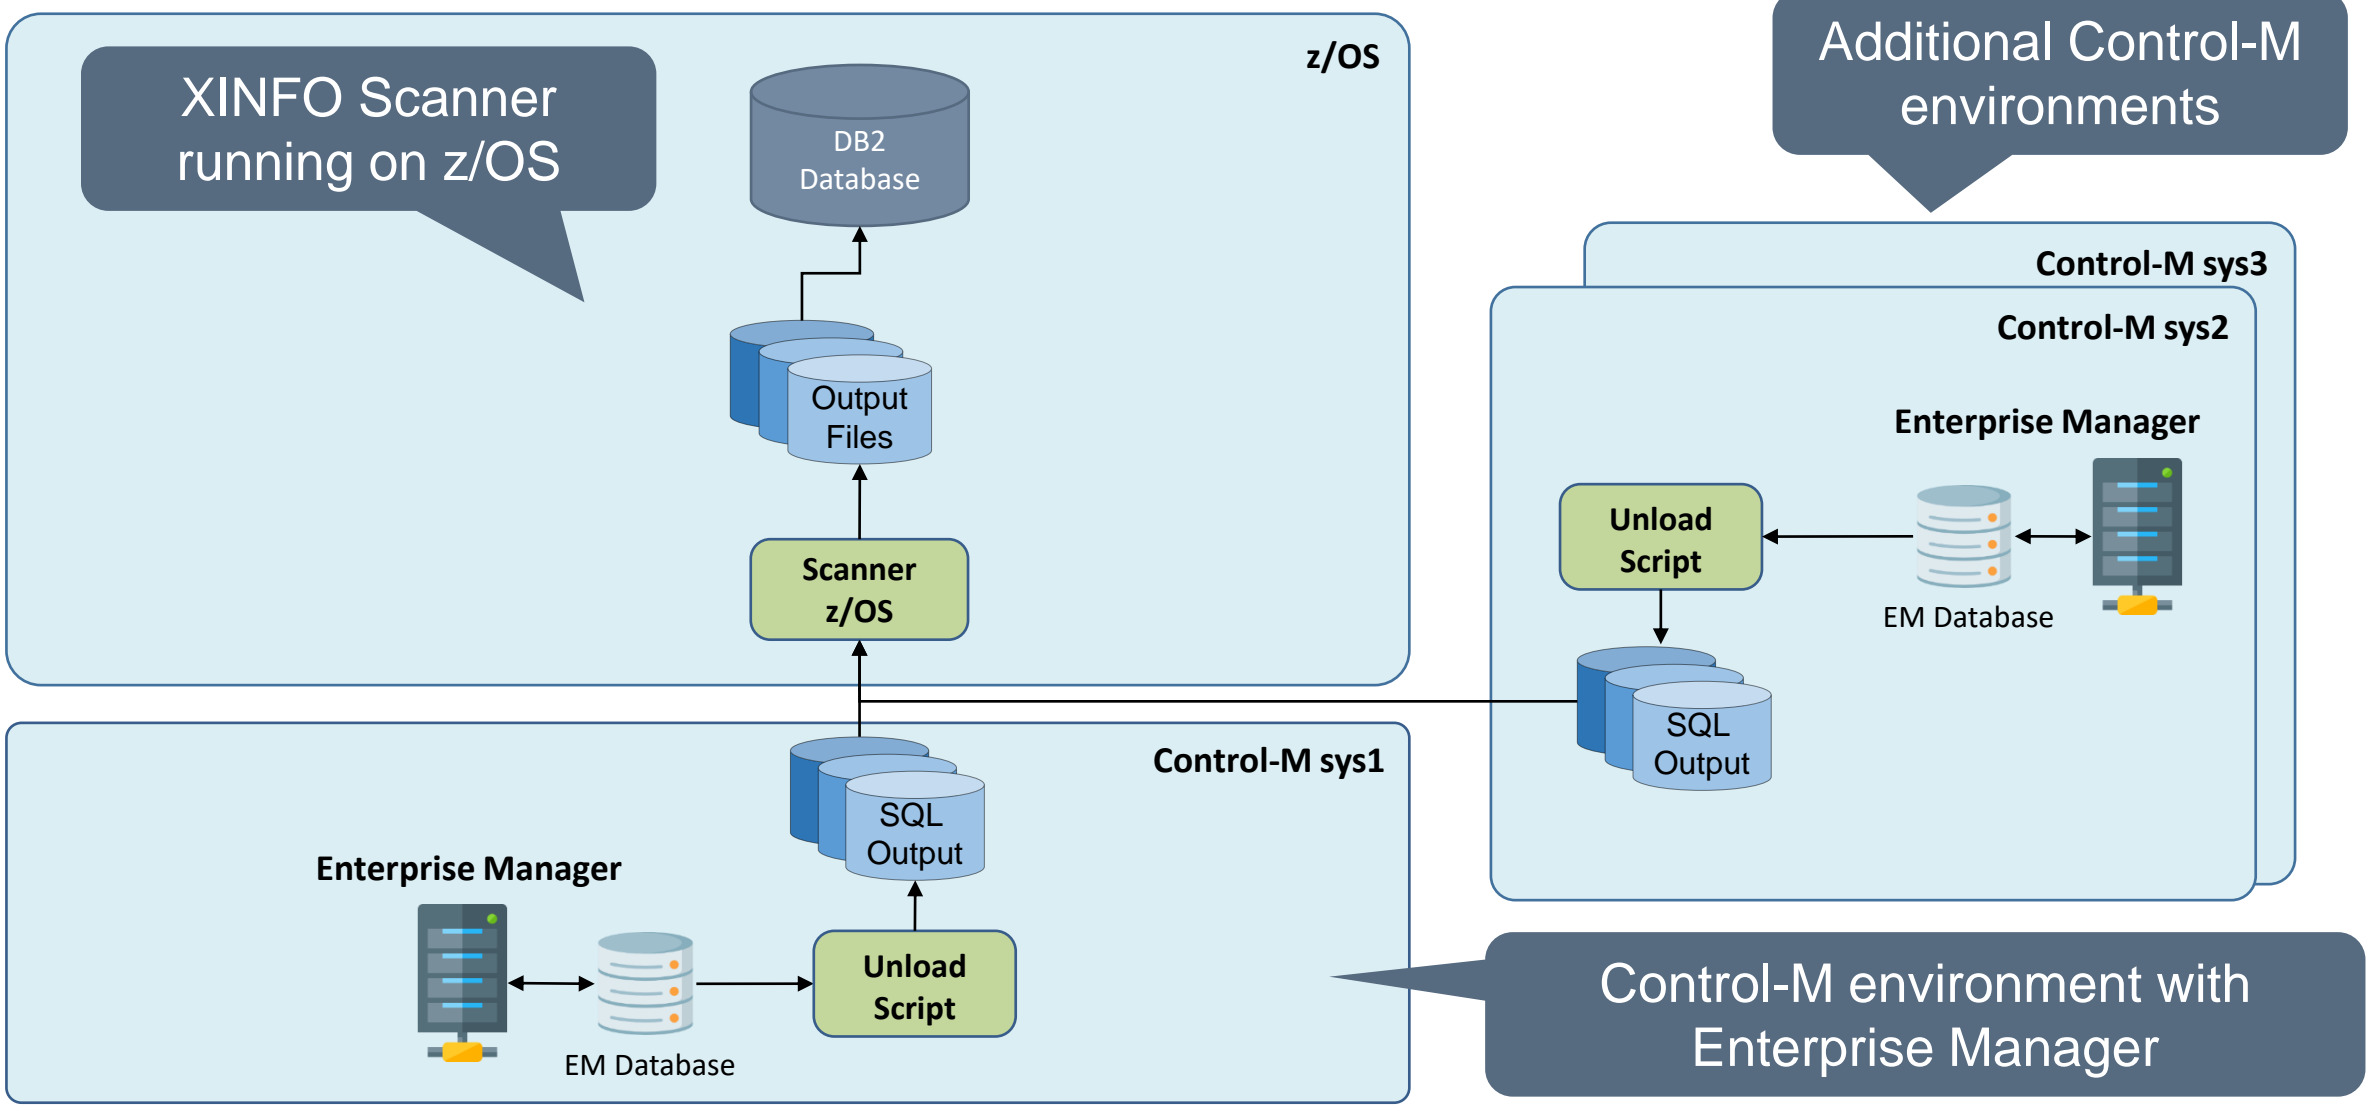 z/OS
XINFO Scanner
running on z/OS
DB2
Database
Output
Files
Scanner
z/OS
Additional Control-M
environments
Control-M sys3
Control-M sys2
Enterprise Manager
Unload
Script
EM Database
SQL
Output
Control-M sys1
SQL
Output
Enterprise Manager
Unload
Script
EM Database
Control-M environment with
Enterprise Manager